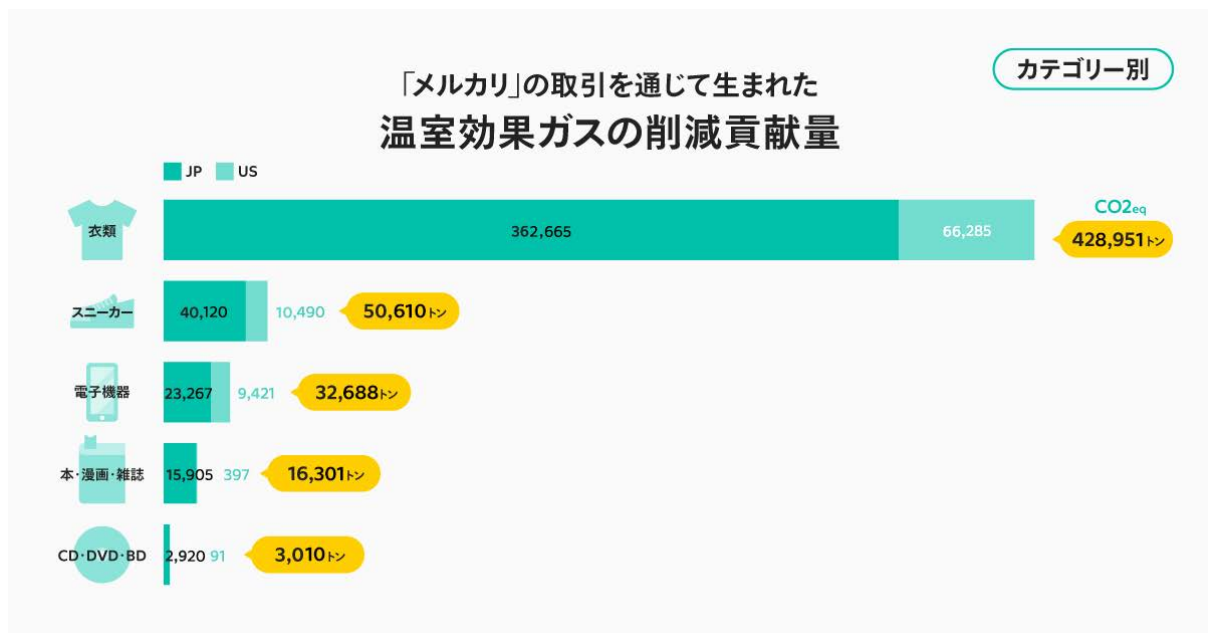 カテゴリー別
「メルカリ」の取引を通じて生まれた
温室効果ガスの削減貢献量
JP US
衣類 362,665 66,285 CO2eq 428,951トン
スニーカー 40,120 10,490 50,610トン
電子機器 23,267 9,421 32,688トン
本・漫画・雑誌 15,905 397 16,301トン
CD・DVD・BD 2,920 91 3,010トン